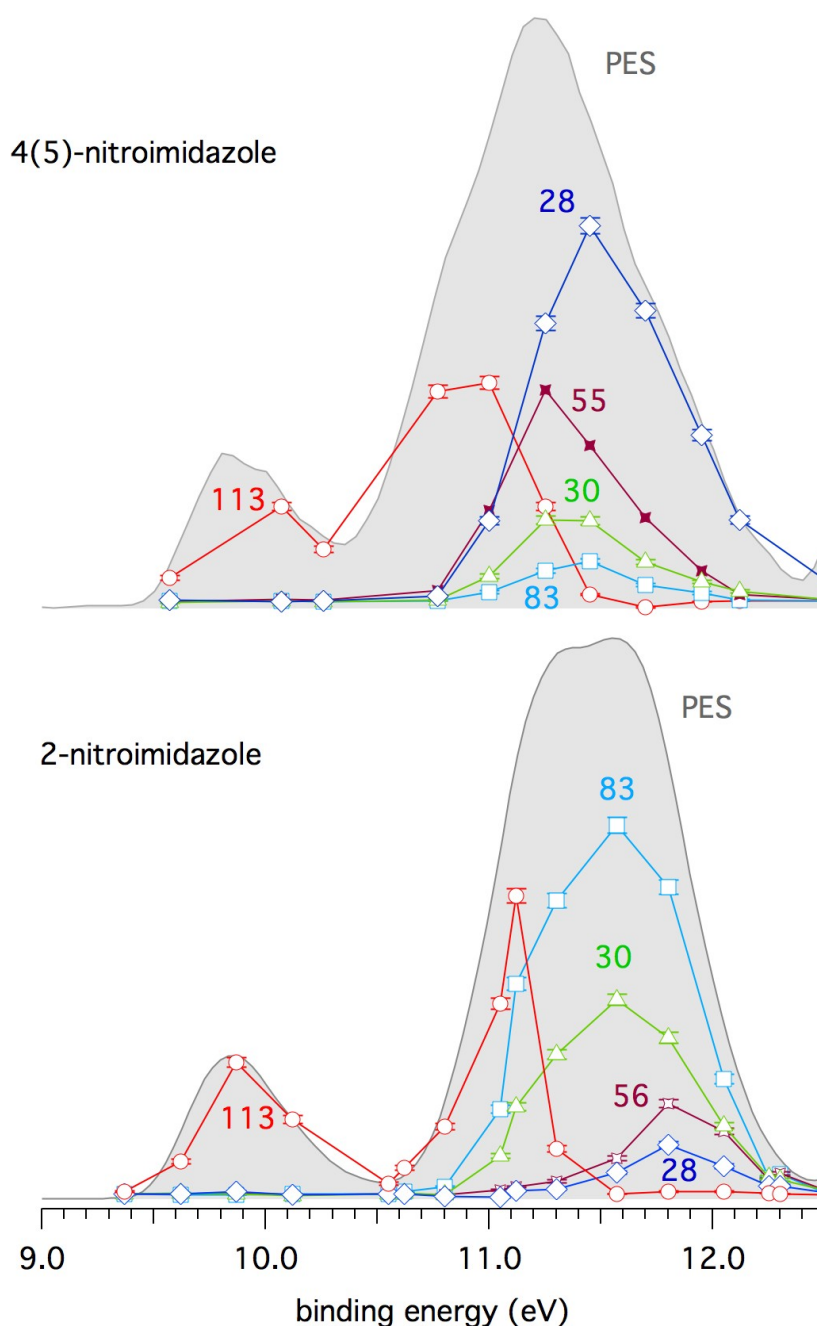 PES
4(5)-nitroimidazole
28
55
113
30
83
PES
2-nitroimidazole
83
30
56
113
28
9.0 10.0 11.0 12.0
binding energy (eV)